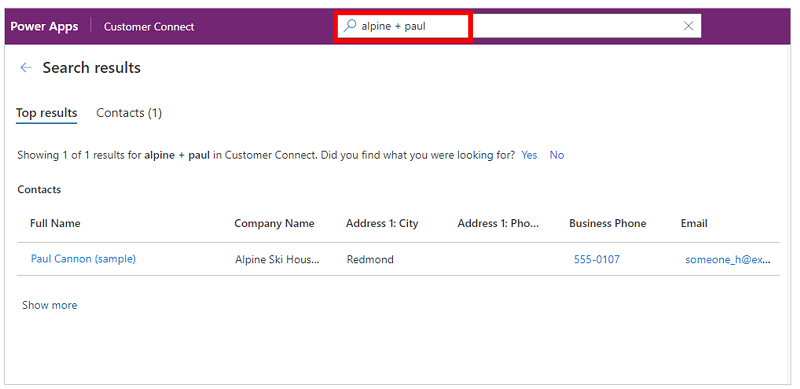 Power Apps Customer Connect alpine + paul
Search results
Top results Contacts (1)
Showing 1 of 1 results for alpine + paul in Customer Connect. Did you find what you were looking for? Yes No
Contacts
Full Name Company Name Address 1: City Address 1: Pho... Business Phone Email
Paul Cannon (sample) Alpine Ski Hous... Redmond 555-0107 someone_h@ex...
Show more